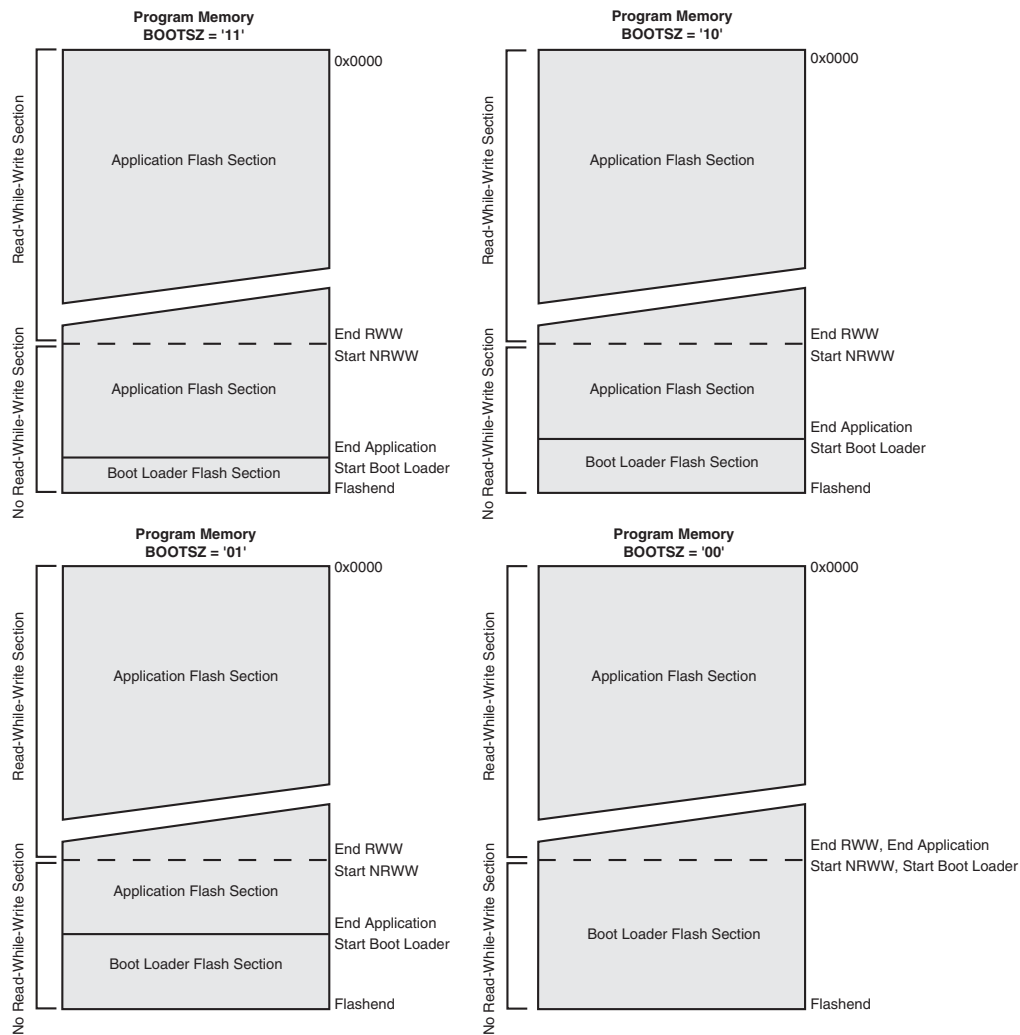 Program Memory
BOOTSZ = '11'
0x0000
Read-While-Write Section
Application Flash Section
End RWW
Start NRWW
No Read-While-Write Section
Application Flash Section
End Application
Start Boot Loader
Boot Loader Flash Section
Flashend
Program Memory
BOOTSZ = '10'
0x0000
Read-While-Write Section
Application Flash Section
End RWW
Start NRWW
No Read-While-Write Section
Application Flash Section
End Application
Start Boot Loader
Boot Loader Flash Section
Flashend
Program Memory
BOOTSZ = '01'
0x0000
Read-While-Write Section
Application Flash Section
End RWW
Start NRWW
No Read-While-Write Section
Application Flash Section
End Application
Start Boot Loader
Boot Loader Flash Section
Flashend
Program Memory
BOOTSZ = '00'
0x0000
Read-While-Write Section
Application Flash Section
End RWW, End Application
Start NRWW, Start Boot Loader
No Read-While-Write Section
Boot Loader Flash Section
Flashend